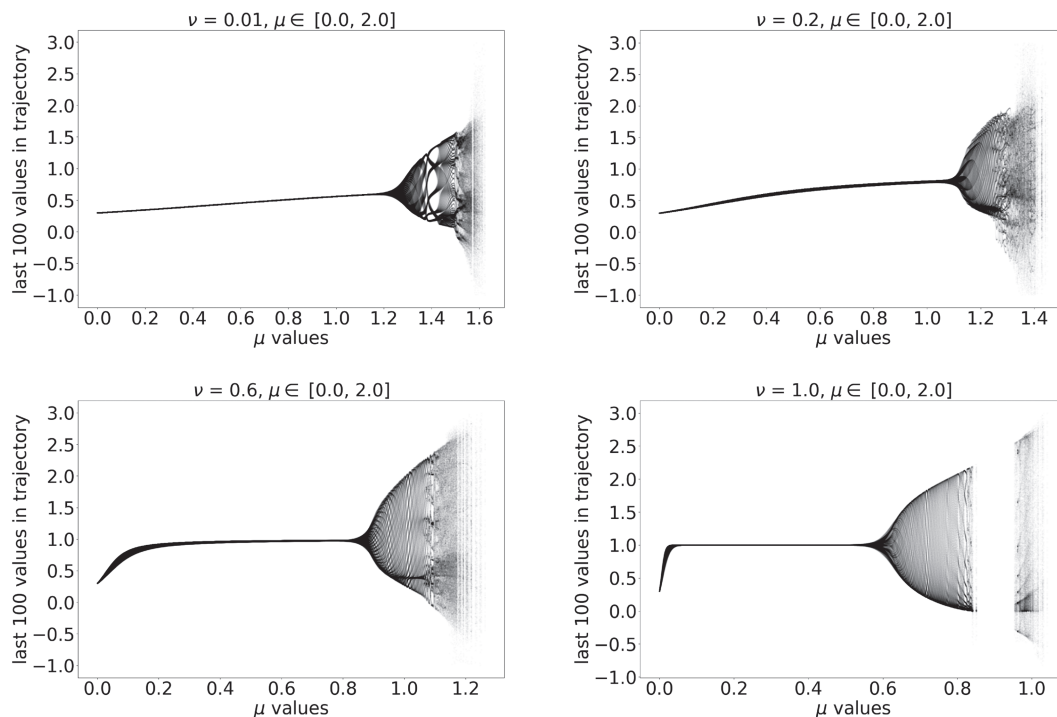 ν = 0.01, μ ∈ [0.0, 2.0]
last 100 values in trajectory
3.0
2.5
2.0
1.5
1.0
0.5
0.0
−0.5
−1.0
0.0 0.2 0.4 0.6 0.8 1.0 1.2 1.4 1.6
μ values
ν = 0.2, μ ∈ [0.0, 2.0]
last 100 values in trajectory
3.0
2.5
2.0
1.5
1.0
0.5
0.0
−0.5
−1.0
0.0 0.2 0.4 0.6 0.8 1.0 1.2 1.4
μ values
ν = 0.6, μ ∈ [0.0, 2.0]
last 100 values in trajectory
3.0
2.5
2.0
1.5
1.0
0.5
0.0
−0.5
−1.0
0.0 0.2 0.4 0.6 0.8 1.0 1.2
μ values
ν = 1.0, μ ∈ [0.0, 2.0]
last 100 values in trajectory
3.0
2.5
2.0
1.5
1.0
0.5
0.0
−0.5
−1.0
0.0 0.2 0.4 0.6 0.8 1.0
μ values